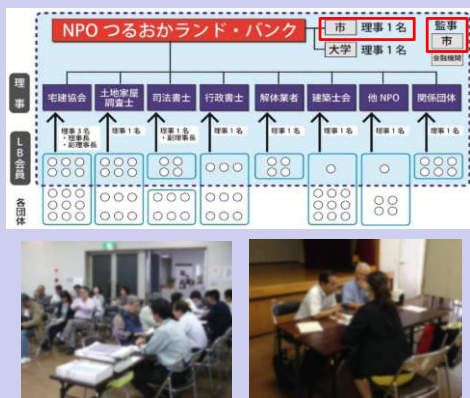 NPO つるおかランド・バンク
市 理事1名
大学 理事1名
監事
市
金融機関
理事
宅建協会
土地家屋
調査士
司法書士
行政書士
解体業者
建築士会
他 NPO
関係団体
理事3名
・理事長
・副理事長
理事1名
理事1名
・副理事長
理事1名
理事1名
理事1名
理事1名
理事1名
LB会員
各団体